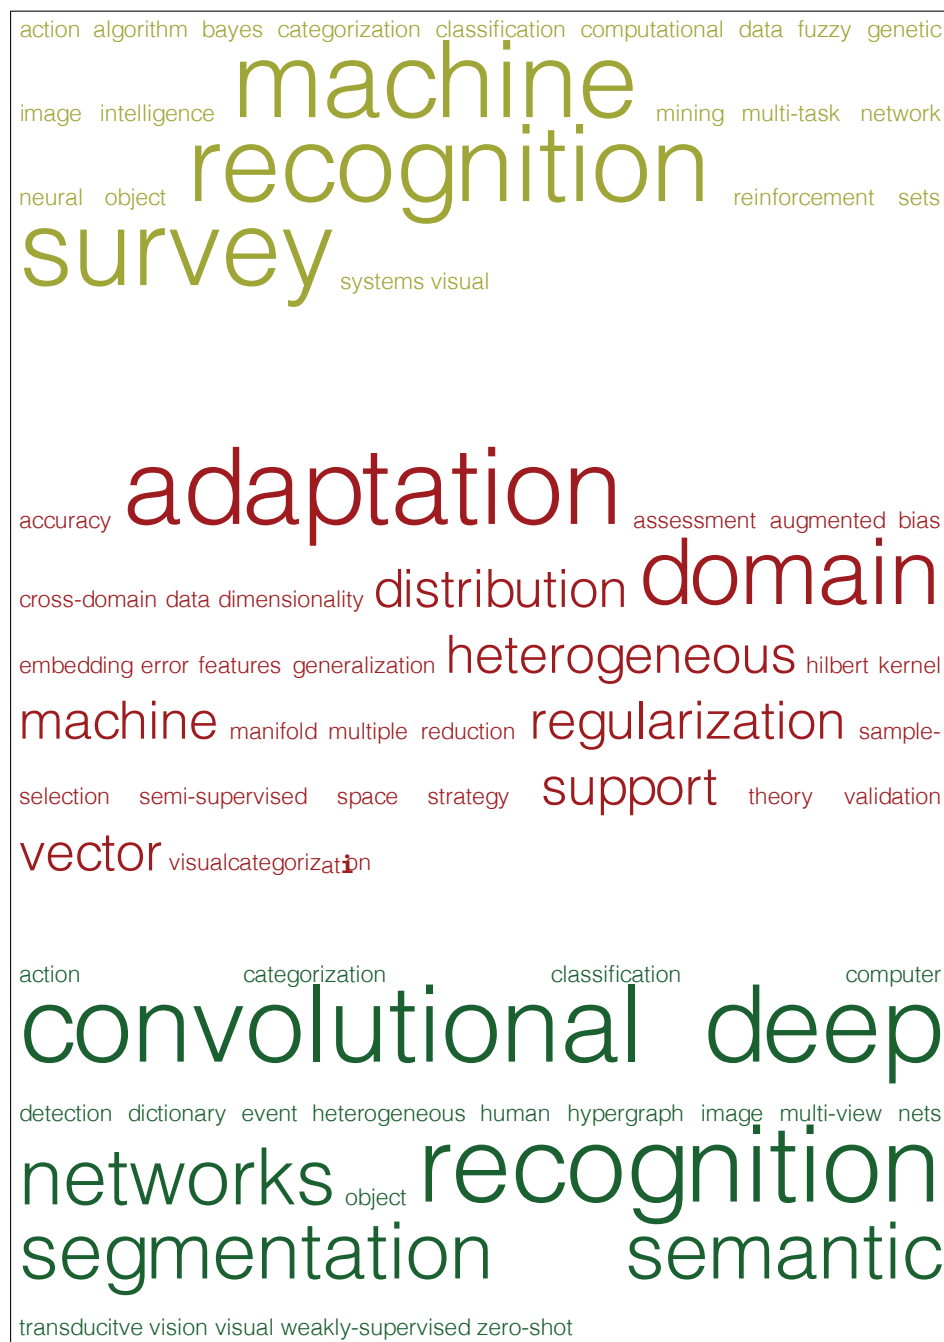 action algorithm bayes categorization classification computational data fuzzy genetic
image intelligence machine mining multi-task network
neural object recognition reinforcement sets
survey systems visual
accuracy adaptation assessment augmented bias
cross-domain data dimensionality distribution domain
embedding error features generalization heterogeneous hilbert kernel
machine manifold multiple reduction regularization sample-
selection semi-supervised space strategy support theory validation
vector visualcategorization
action categorization classification computer
convolutional deep
detection dictionary event heterogeneous human hypergraph image multi-view nets
networks object recognition
segmentation semantic
transducitve vision visual weakly-supervised zero-shot